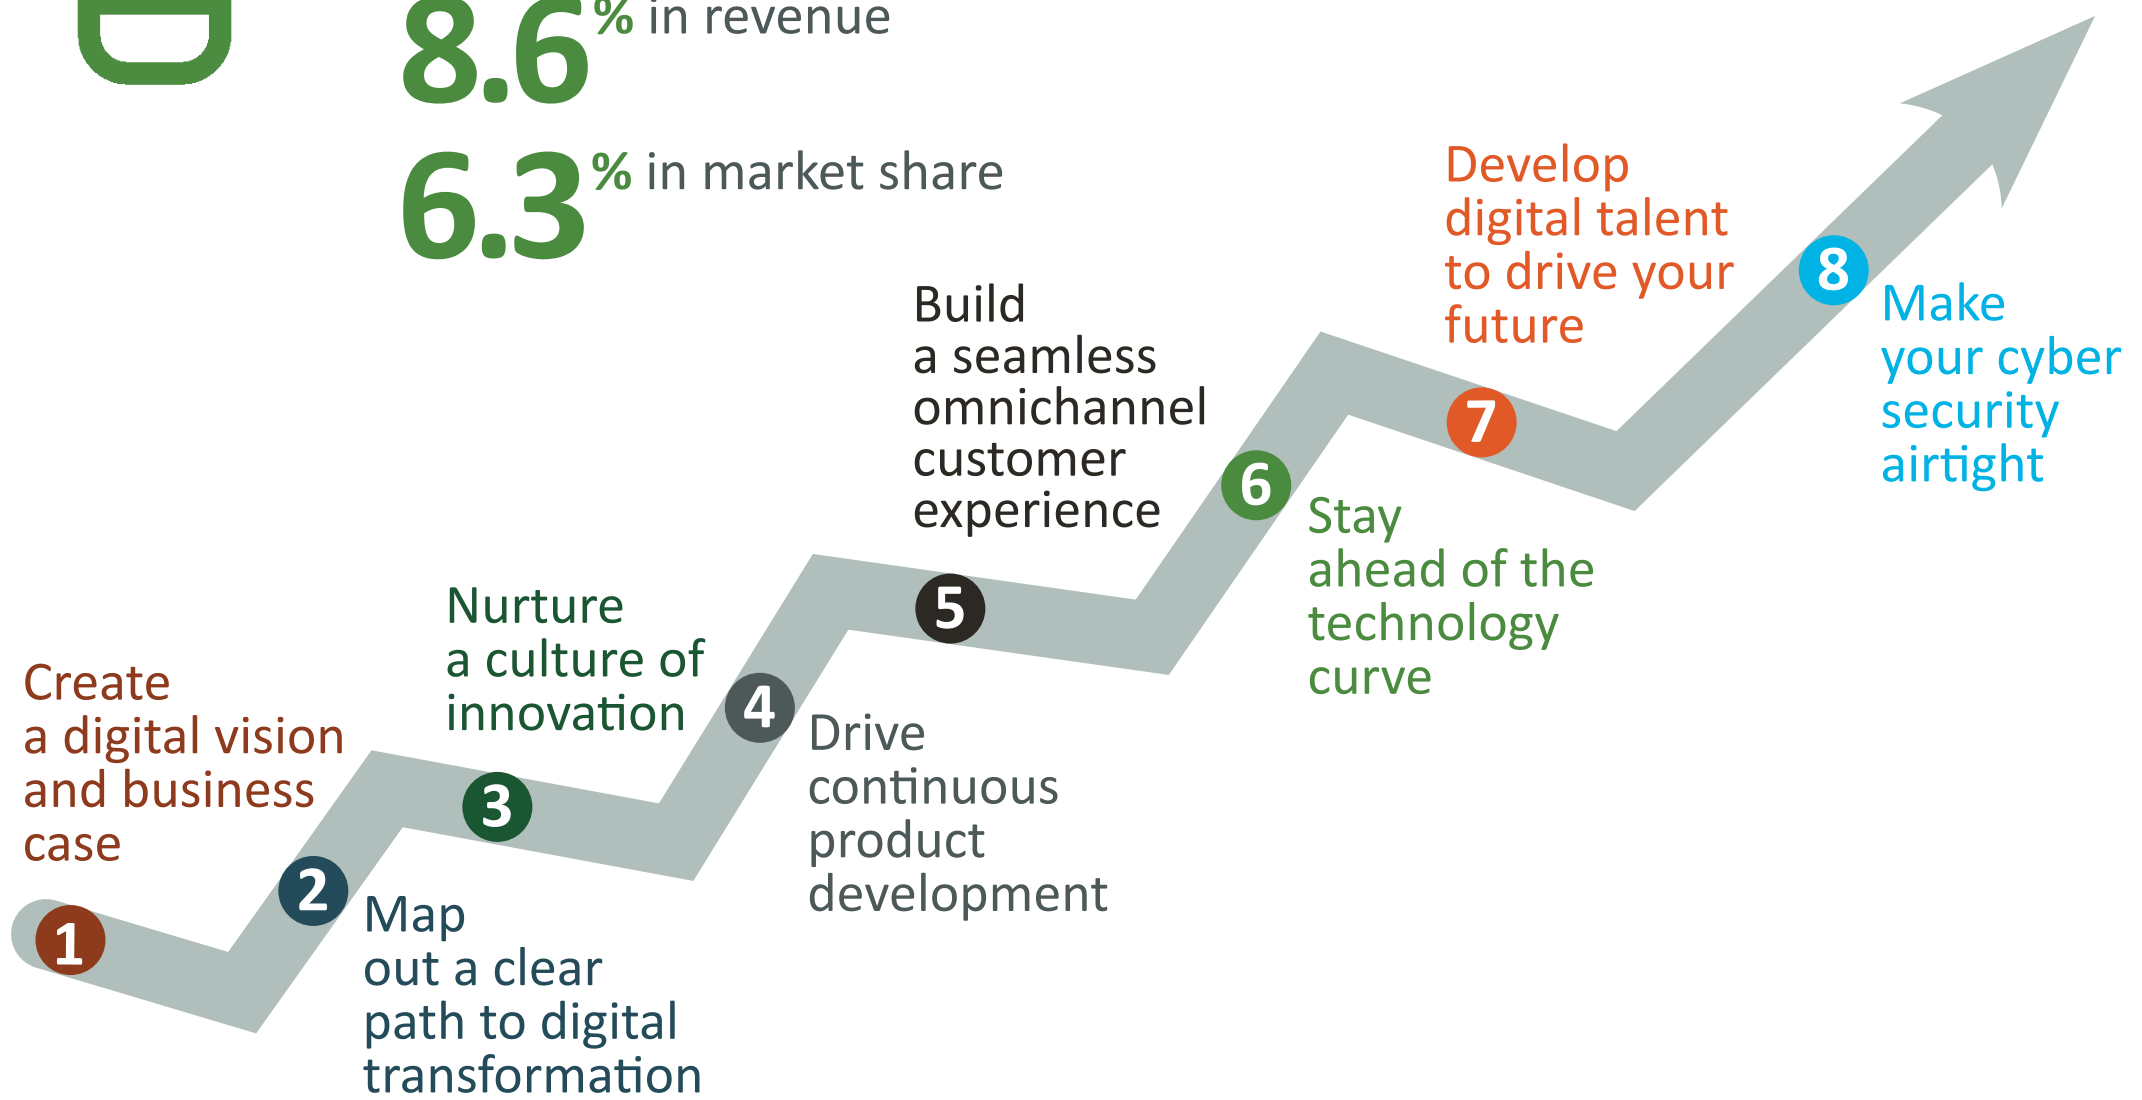 8.6% in revenue
6.3% in market share
1
Create
a digital vision
and business
case
2
Map
out a clear
path to digital
transformation
3
Nurture
a culture of
innovation
4
Drive
continuous
product
development
5
Build
a seamless
omnichannel
customer
experience
6
Stay
ahead of the
technology
curve
7
Develop
digital talent
to drive your
future
8
Make
your cyber
security
airtight